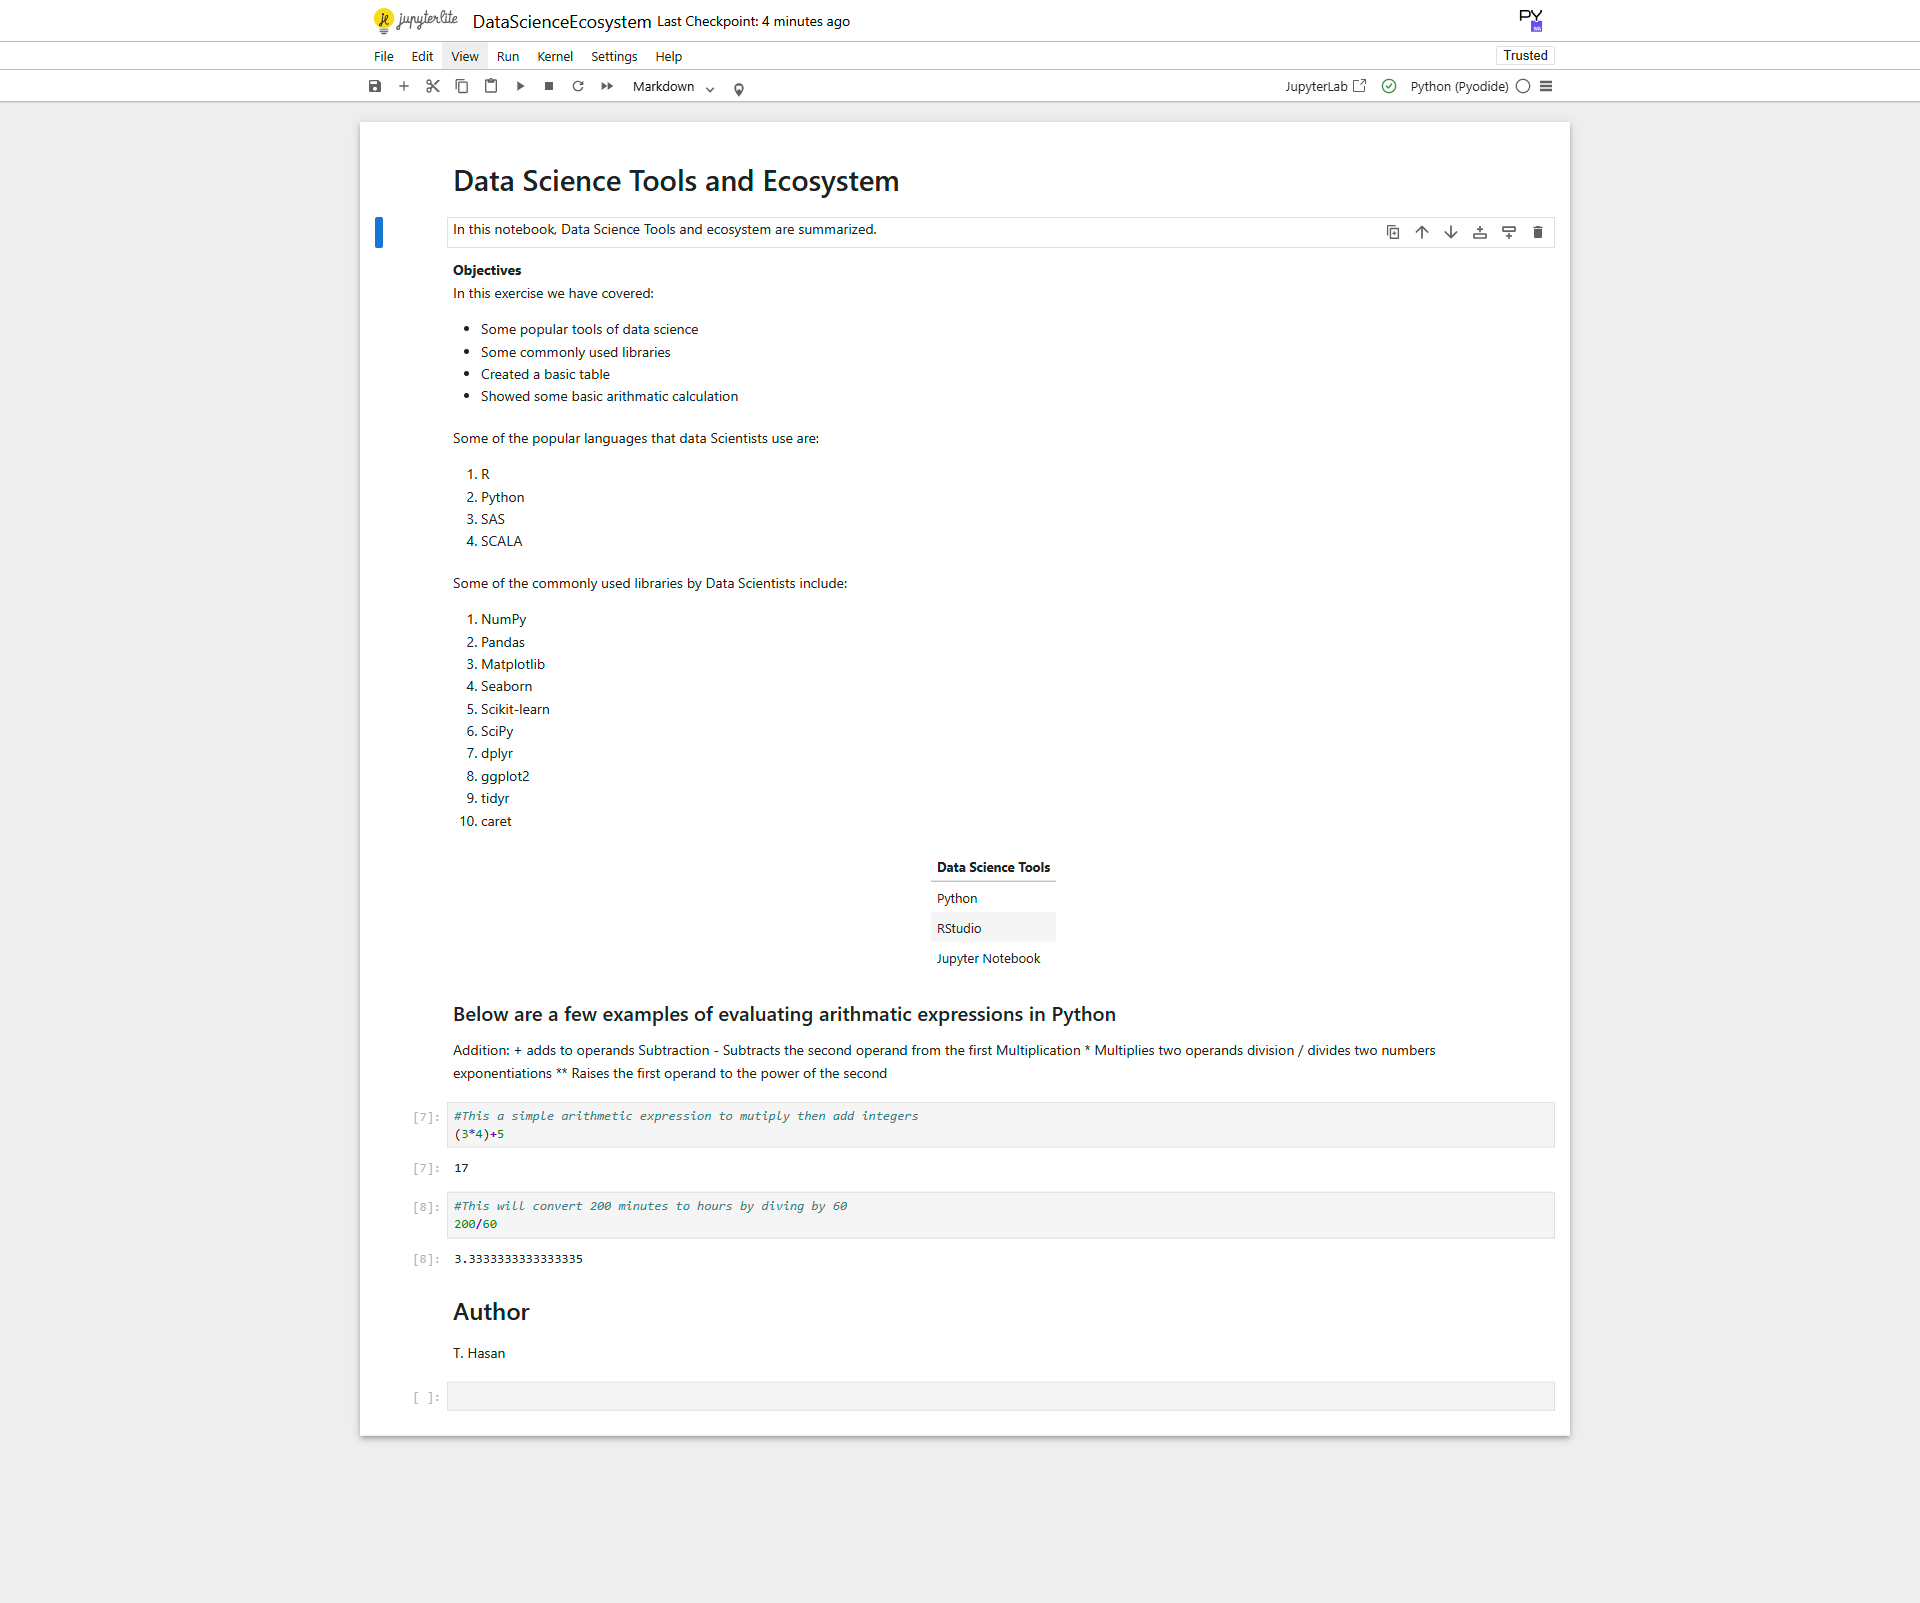 jupyterlite DataScienceEcosystem Last Checkpoint: 4 minutes ago PY
File Edit View Run Kernel Settings Help Trusted
Markdown JupyterLab Python (Pyodide)
Data Science Tools and Ecosystem
In this notebook, Data Science Tools and ecosystem are summarized.
Objectives
In this exercise we have covered:
• Some popular tools of data science
• Some commonly used libraries
• Created a basic table
• Showed some basic arithmatic calculation
Some of the popular languages that data Scientists use are:
1. R
2. Python
3. SAS
4. SCALA
Some of the commonly used libraries by Data Scientists include:
1. NumPy
2. Pandas
3. Matplotlib
4. Seaborn
5. Scikit-learn
6. SciPy
7. dplyr
8. ggplot2
9. tidyr
10. caret
Data Science Tools
Python
RStudio
Jupyter Notebook
Below are a few examples of evaluating arithmatic expressions in Python
Addition: + adds to operands Subtraction - Subtracts the second operand from the first Multiplication * Multiplies two operands division / divides two numbers
exponentiations ** Raises the first operand to the power of the second
[7]: #This a simple arithmetic expression to mutiply then add integers
(3*4)+5
[7]: 17
[8]: #This will convert 200 minutes to hours by diving by 60
200/60
[8]: 3.3333333333333335
Author
T. Hasan
[ ]: